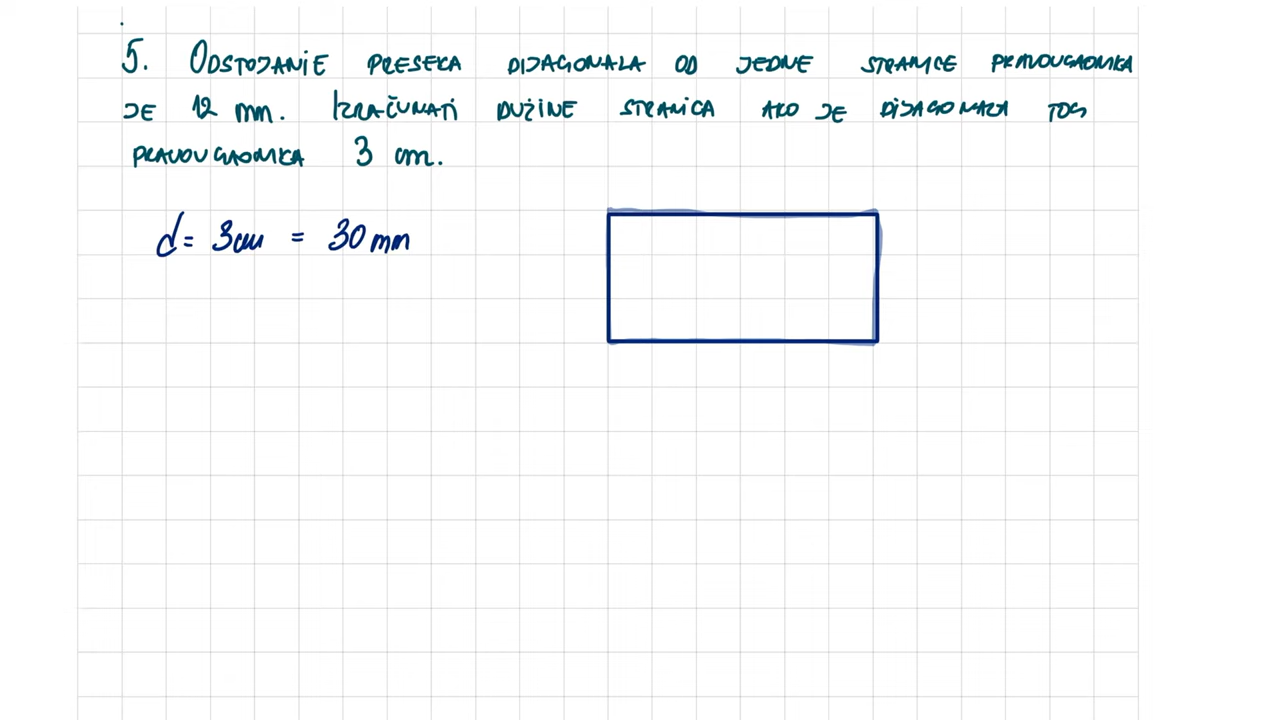 5. ODSTOJANJE PRESEKA DIJAGONALA OD JEDNE STRANICE PRAVOUGAONIKA
JE 12 mm. IZRAČUNATI DUŽINE STRANICA AKO JE DIJAGONALA TOG
PRAVOUGAONIKA 3 cm.
d = 3cm = 30 mm